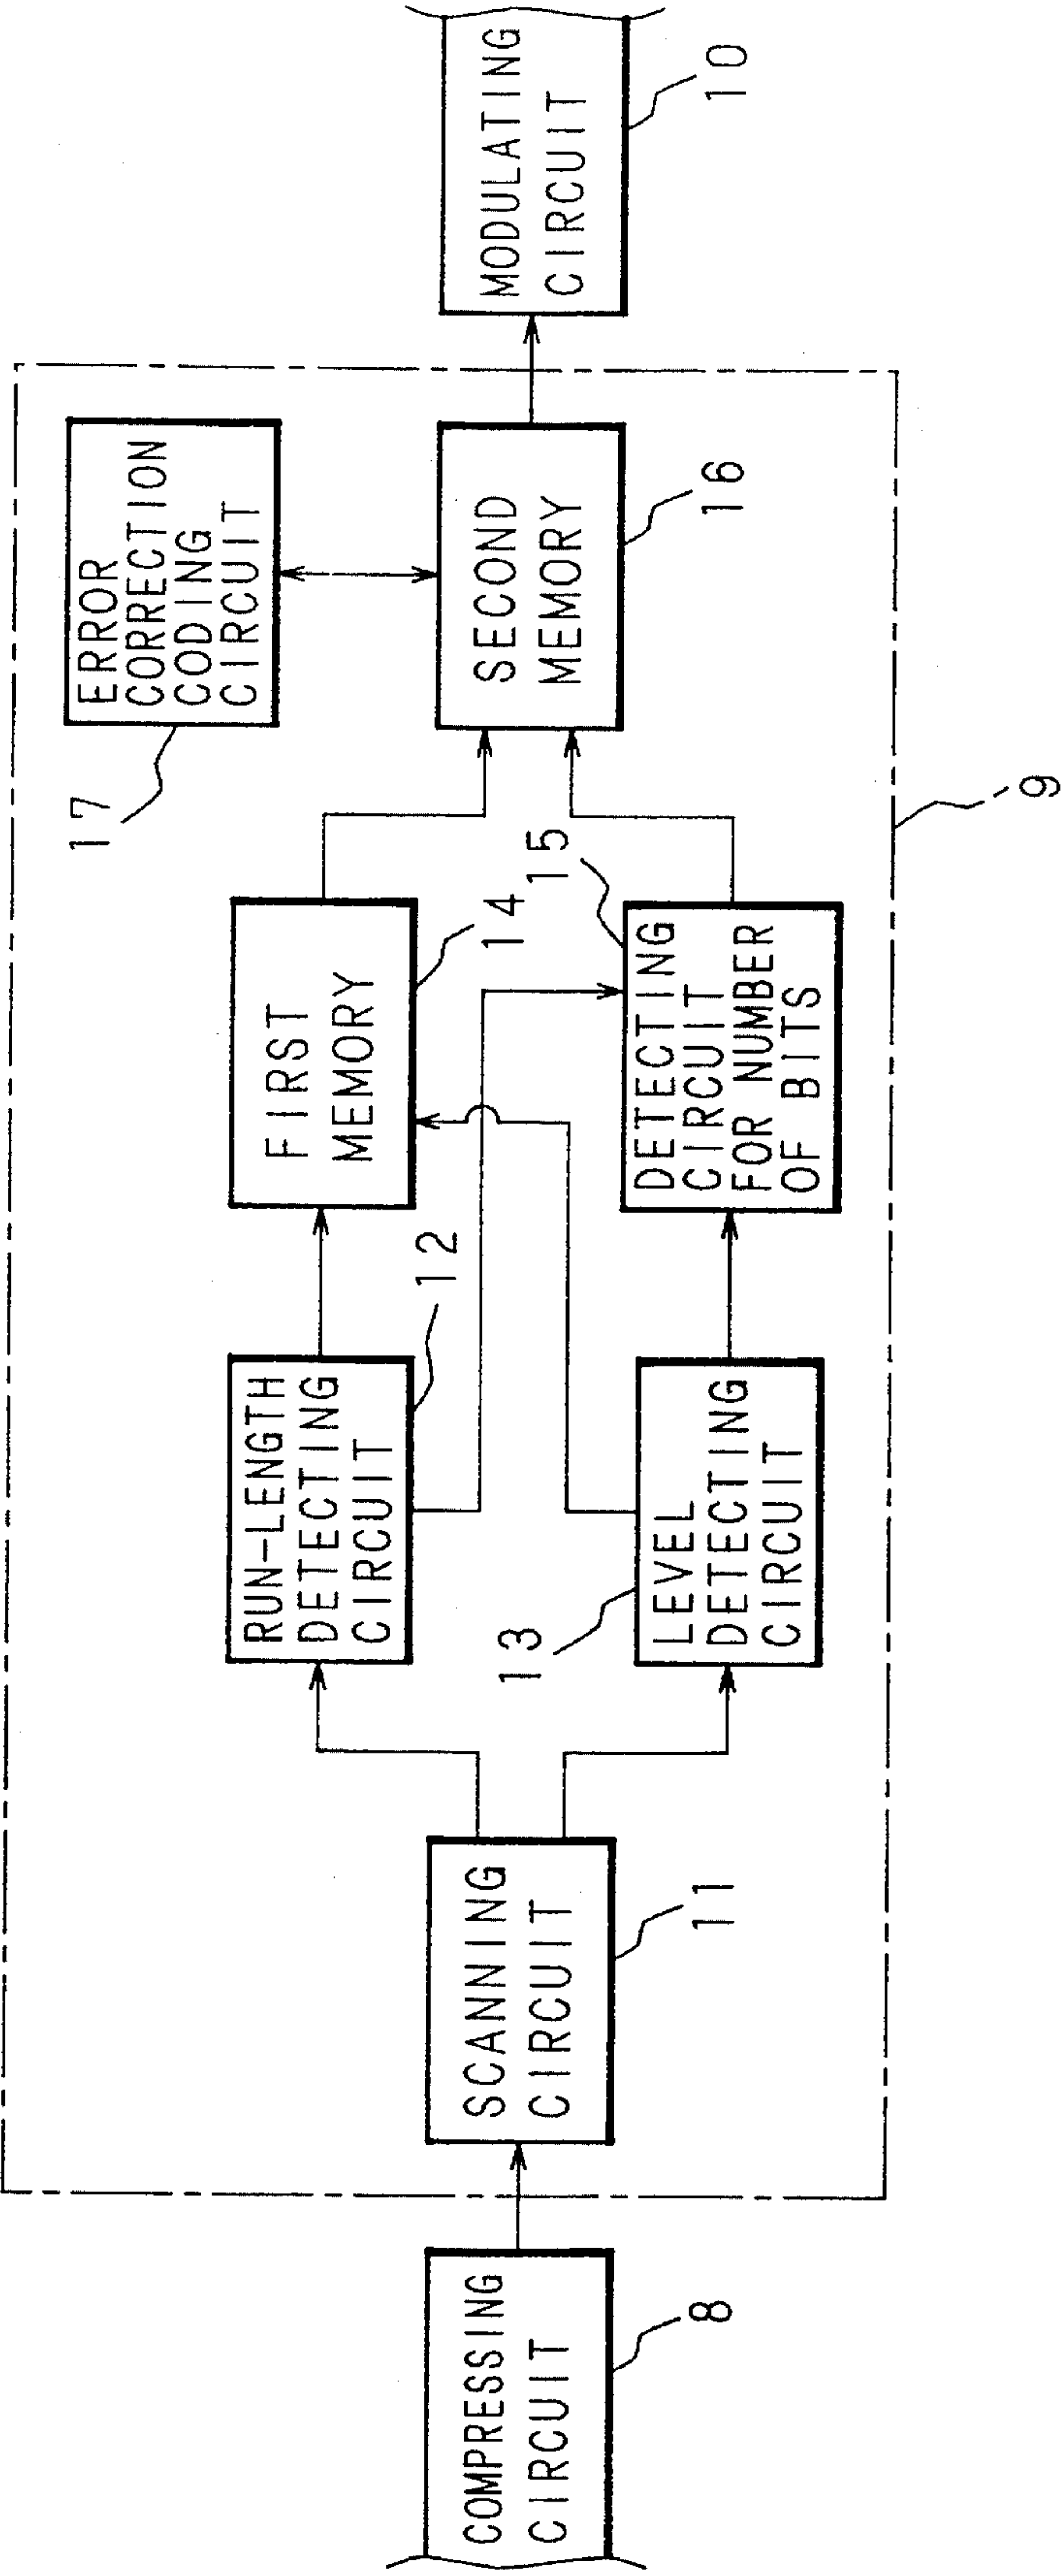 COMPRESSING
CIRCUIT
8
SCANNING
CIRCUIT
11
RUN-LENGTH
DETECTING
CIRCUIT
12
LEVEL
DETECTING
CIRCUIT
13
FIRST
MEMORY
14
DETECTING
CIRCUIT
FOR NUMBER
OF BITS
15
ERROR
CORRECTION
CODING
CIRCUIT
17
SECOND
MEMORY
16
9
MODULATING
CIRCUIT
10